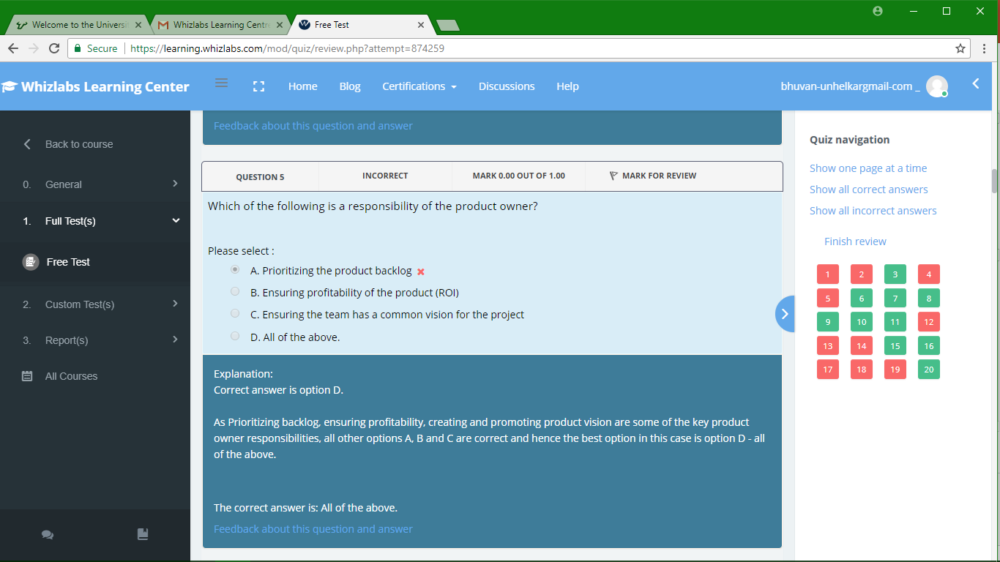 Welcome to the Universi
Whizlabs Learning Centre
Free Test
Secure
https://learning.whizlabs.com/mod/quiz/review.php?attempt=874259
Whizlabs Learning Center
Home
Blog
Certifications
Discussions
Help
bhuvan-unhelkargmail-com _
Back to course
0. General
1. Full Test(s)
Free Test
2. Custom Test(s)
3. Report(s)
All Courses
Feedback about this question and answer
QUESTION 5
INCORRECT
MARK 0.00 OUT OF 1.00
MARK FOR REVIEW
Which of the following is a responsibility of the product owner?
Please select :
A. Prioritizing the product backlog
B. Ensuring profitability of the product (ROI)
C. Ensuring the team has a common vision for the project
D. All of the above.
Explanation:
Correct answer is option D.
As Prioritizing backlog, ensuring profitability, creating and promoting product vision are some of the key product
owner responsibilities, all other options A, B and C are correct and hence the best option in this case is option D - all
of the above.
The correct answer is: All of the above.
Feedback about this question and answer
Quiz navigation
Show one page at a time
Show all correct answers
Show all incorrect answers
Finish review
1 2 3 4
5 6 7 8
9 10 11 12
13 14 15 16
17 18 19 20